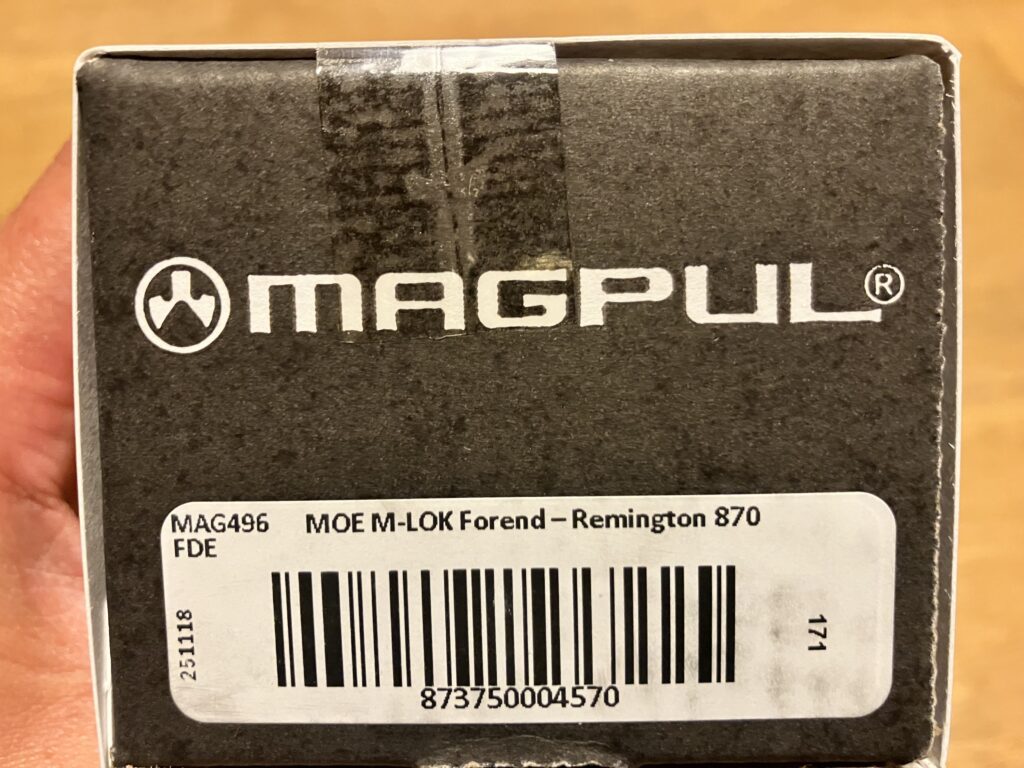 MAGPUL®
MAG496 MOE M-LOK Forend – Remington 870
FDE
251118
171
873750004570